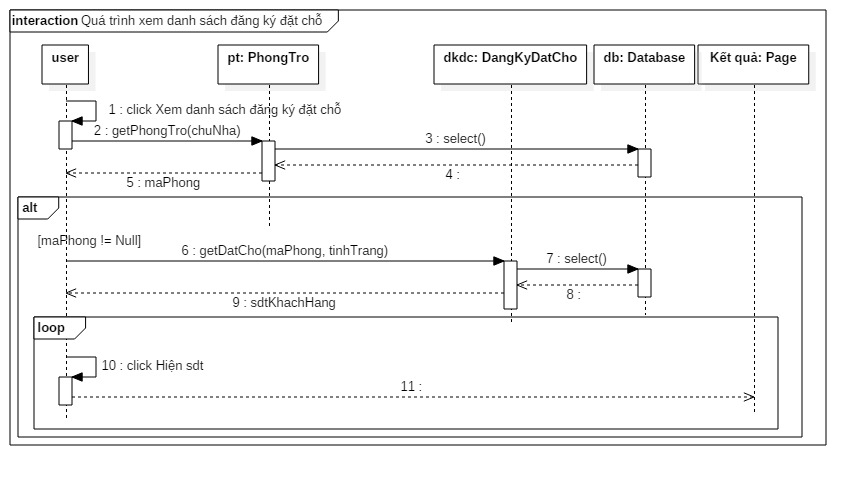 interaction Quá trình xem danh sách đăng ký đặt chỗ
user
pt: PhongTro
dkdc: DangKyDatCho
db: Database
Kết quả: Page
1 : click Xem danh sách đăng ký đặt chỗ
2 : getPhongTro(chuNha)
3 : select()
4 :
5 : maPhong
alt
[maPhong != Null]
6 : getDatCho(maPhong, tinhTrang)
7 : select()
8 :
9 : sdtKhachHang
loop
10 : click Hiện sdt
11 :